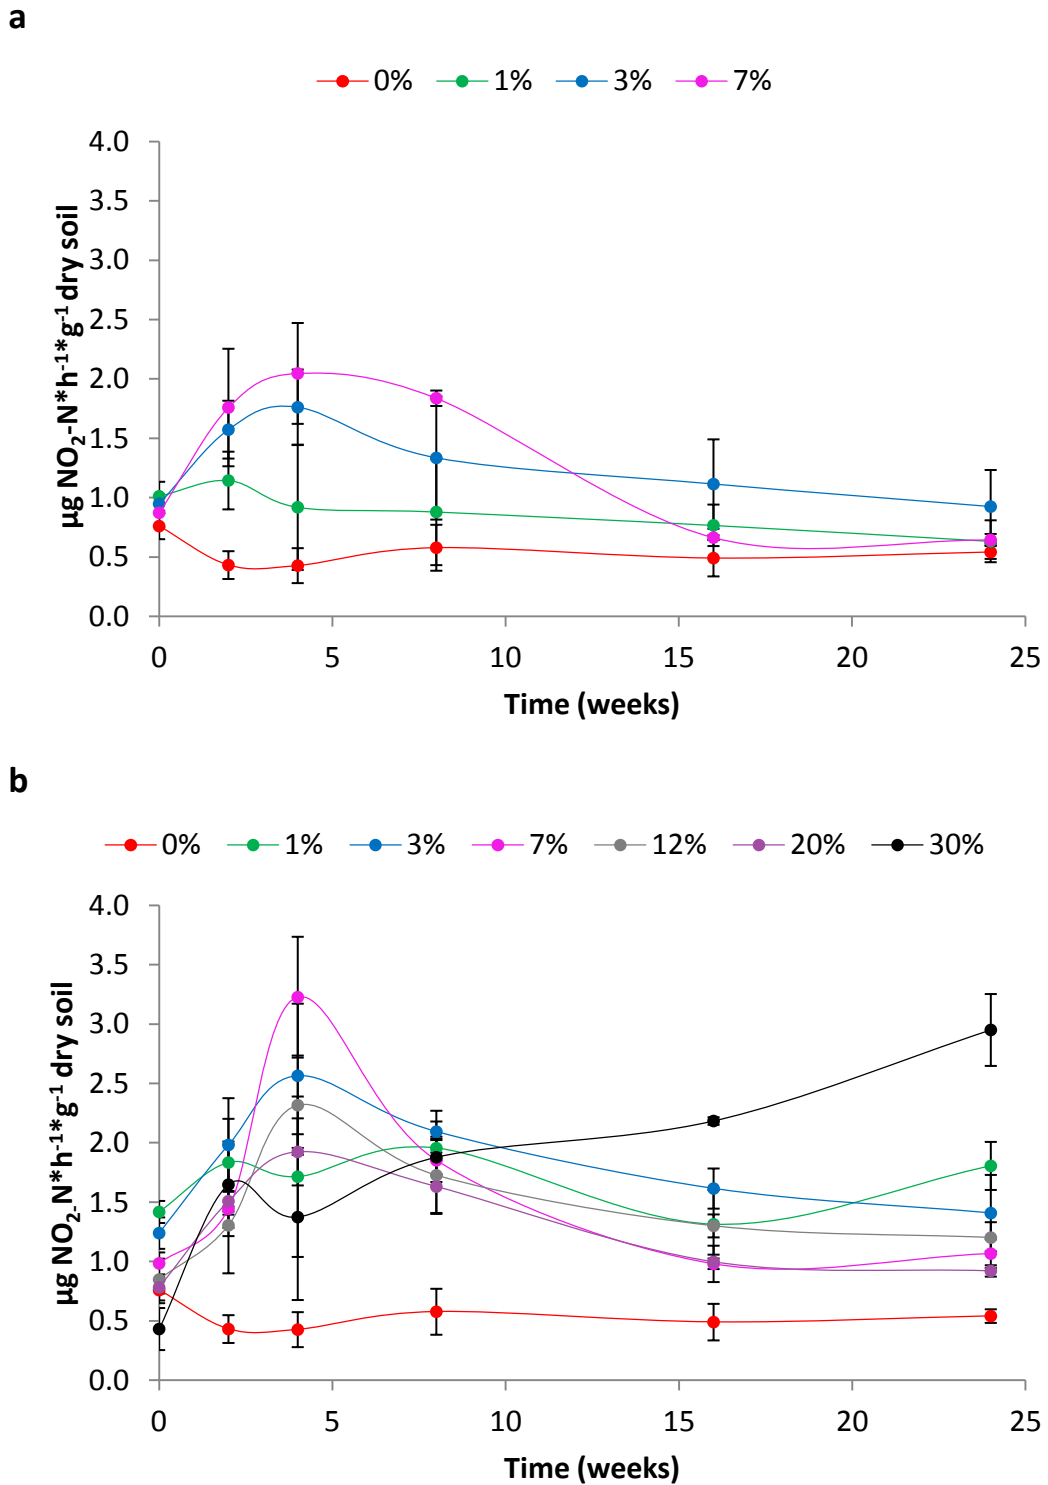 a
0% 1% 3% 7%
4.0
3.5
3.0
2.5
2.0
1.5
1.0
0.5
0.0
µg NO₂-N*h⁻¹*g⁻¹ dry soil
0 5 10 15 20 25
Time (weeks)
b
0% 1% 3% 7% 12% 20% 30%
4.0
3.5
3.0
2.5
2.0
1.5
1.0
0.5
0.0
µg NO₂₋N*h⁻¹*g⁻¹ dry soil
0 5 10 15 20 25
Time (weeks)